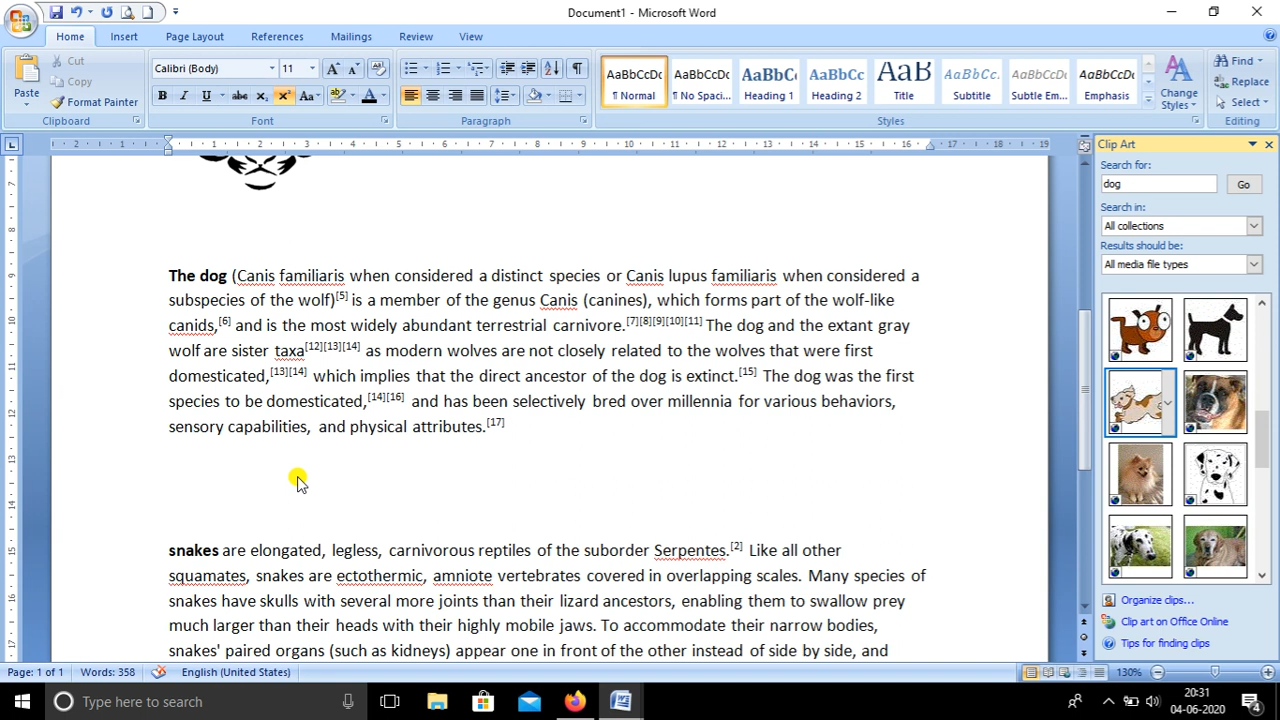 Document1 - Microsoft Word
Home Insert Page Layout References Mailings Review View
Paste
Cut
Copy
Format Painter
Clipboard
Calibri (Body) 11
Font
Paragraph
AaBbCcDc AaBbCcDc AaBbC AaBbCc AaB AaBbCc. AaBbCcDc AaBbCcDc
¶ Normal ¶ No Spaci... Heading 1 Heading 2 Title Subtitle Subtle Em... Emphasis
Change Styles
Styles
Find
Replace
Select
Editing
The dog (Canis familiaris when considered a distinct species or Canis lupus familiaris when considered a
subspecies of the wolf)[5] is a member of the genus Canis (canines), which forms part of the wolf-like
canids,[6] and is the most widely abundant terrestrial carnivore.[7][8][9][10][11] The dog and the extant gray
wolf are sister taxa[12][13][14] as modern wolves are not closely related to the wolves that were first
domesticated,[13][14] which implies that the direct ancestor of the dog is extinct.[15] The dog was the first
species to be domesticated,[14][16] and has been selectively bred over millennia for various behaviors,
sensory capabilities, and physical attributes.[17]
snakes are elongated, legless, carnivorous reptiles of the suborder Serpentes.[2] Like all other
squamates, snakes are ectothermic, amniote vertebrates covered in overlapping scales. Many species of
snakes have skulls with several more joints than their lizard ancestors, enabling them to swallow prey
much larger than their heads with their highly mobile jaws. To accommodate their narrow bodies,
snakes' paired organs (such as kidneys) appear one in front of the other instead of side by side, and
Clip Art
Search for:
dog
Go
Search in:
All collections
Results should be:
All media file types
Organize clips...
Clip art on Office Online
Tips for finding clips
Page: 1 of 1 Words: 358 English (United States) 130%
Type here to search
20:31
04-06-2020
4